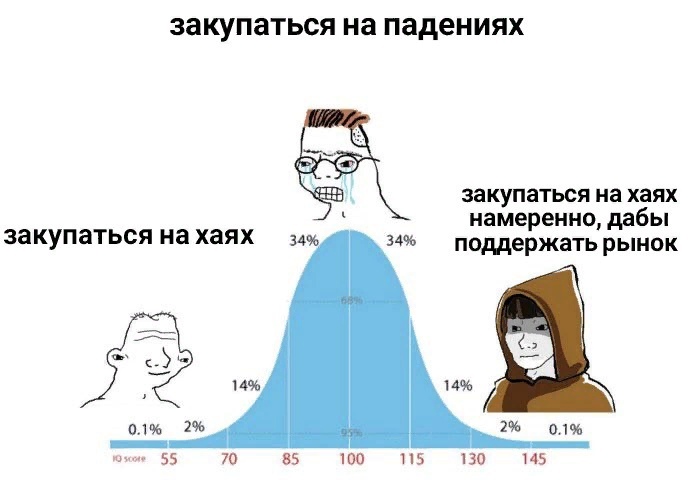 закупаться на падениях
закупаться на хаях
намеренно, дабы
поддержать рынок
закупаться на хаях
34% 34%
68%
14% 14%
0.1% 2% 95% 2% 0.1%
IQ score 55 70 85 100 115 130 145